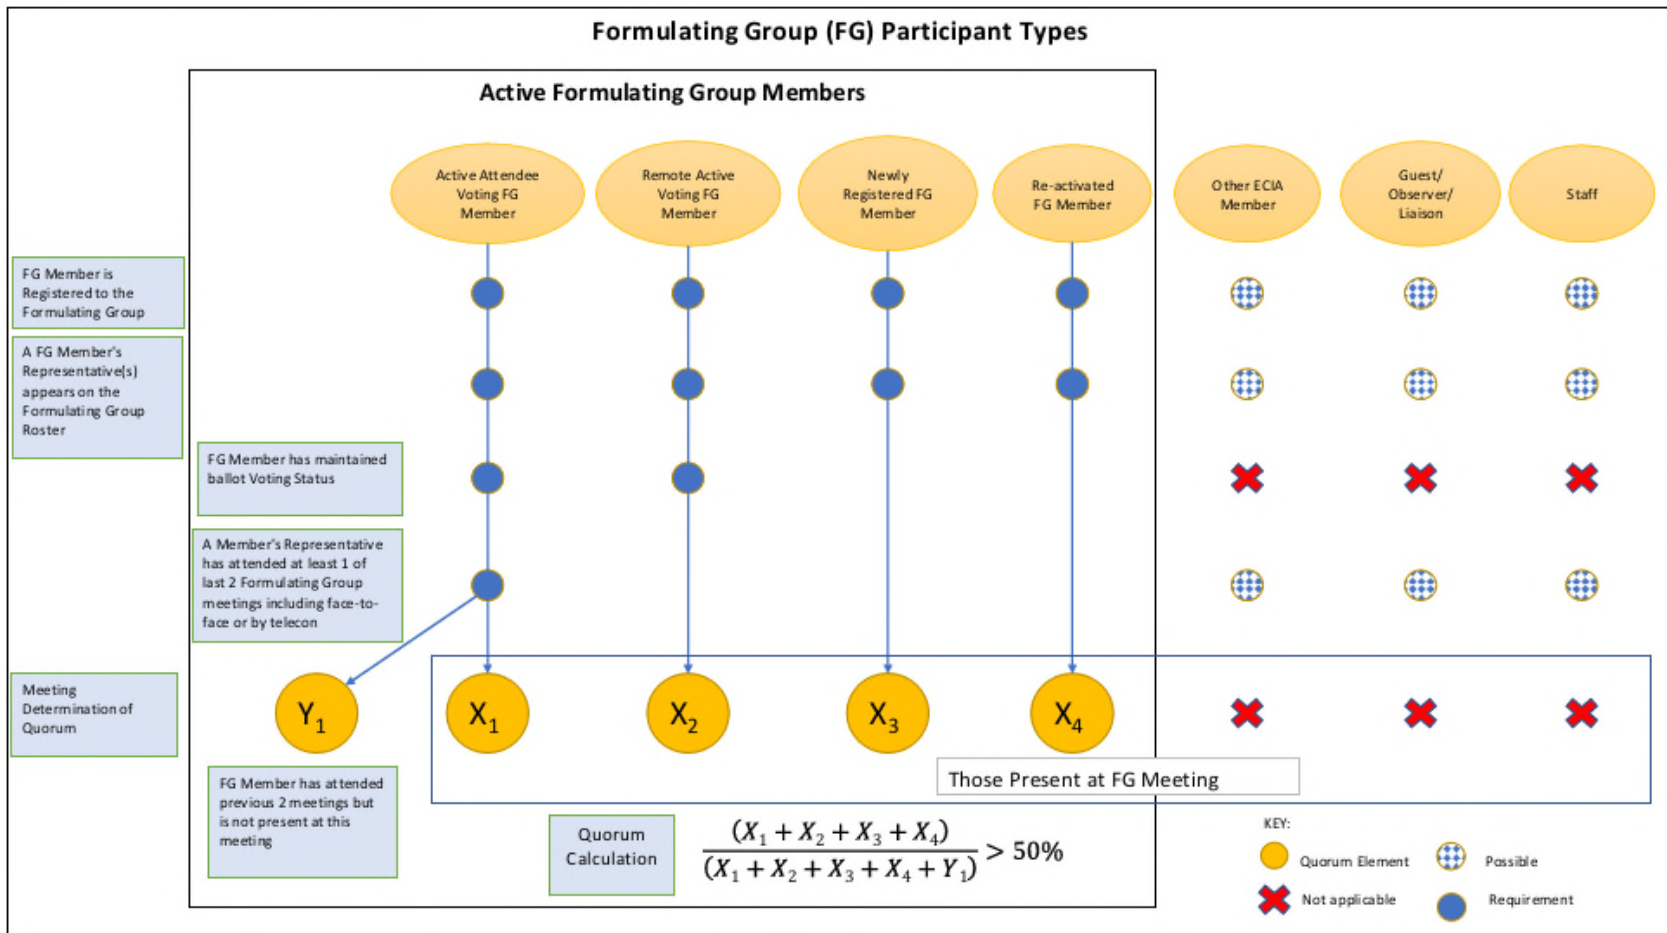 Formulating Group (FG) Participant Types
Active Formulating Group Members
Active Attendee
Voting FG
Member
Remote Active
Voting FG
Member
Newly
Registered FG
Member
Re-activated
FG Member
Other ECIA
Member
Guest/
Observer/
Liaison
Staff
FG Member is
Registered to the
Formulating Group
A FG Member's
Representative(s)
appears on the
Formulating Group
Roster
FG Member has maintained
ballot Voting Status
A Member's Representative
has attended at least 1 of
last 2 Formulating Group
meetings including face-to-
face or by telecon
Meeting
Determination of
Quorum
Y₁
X₁
X₂
X₃
X₄
Those Present at FG Meeting
FG Member has attended
previous 2 meetings but
is not present at this
meeting
Quorum
Calculation
(X₁ + X₂ + X₃ + X₄)
(X₁ + X₂ + X₃ + X₄ + Y₁)
> 50%
KEY:
Quorum Element
Possible
Not applicable
Requirement